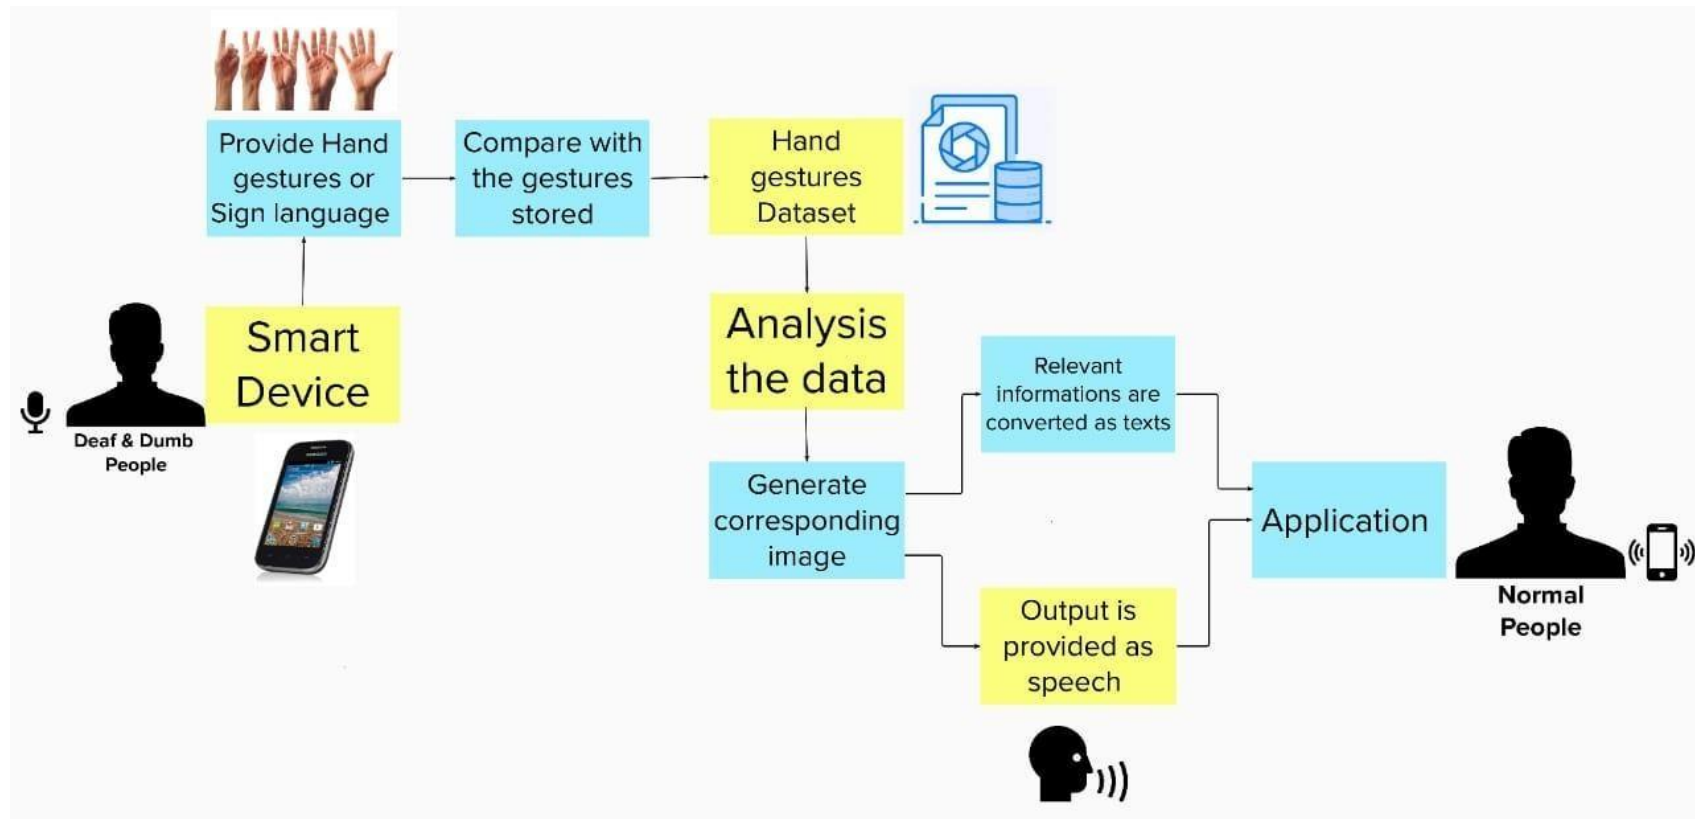 Provide Hand
gestures or
Sign language
Compare with
the gestures
stored
Hand
gestures
Dataset
Smart
Device
Deaf & Dumb
People
Analysis
the data
Generate
corresponding
image
Relevant
informations are
converted as texts
Output is
provided as
speech
Application
Normal
People